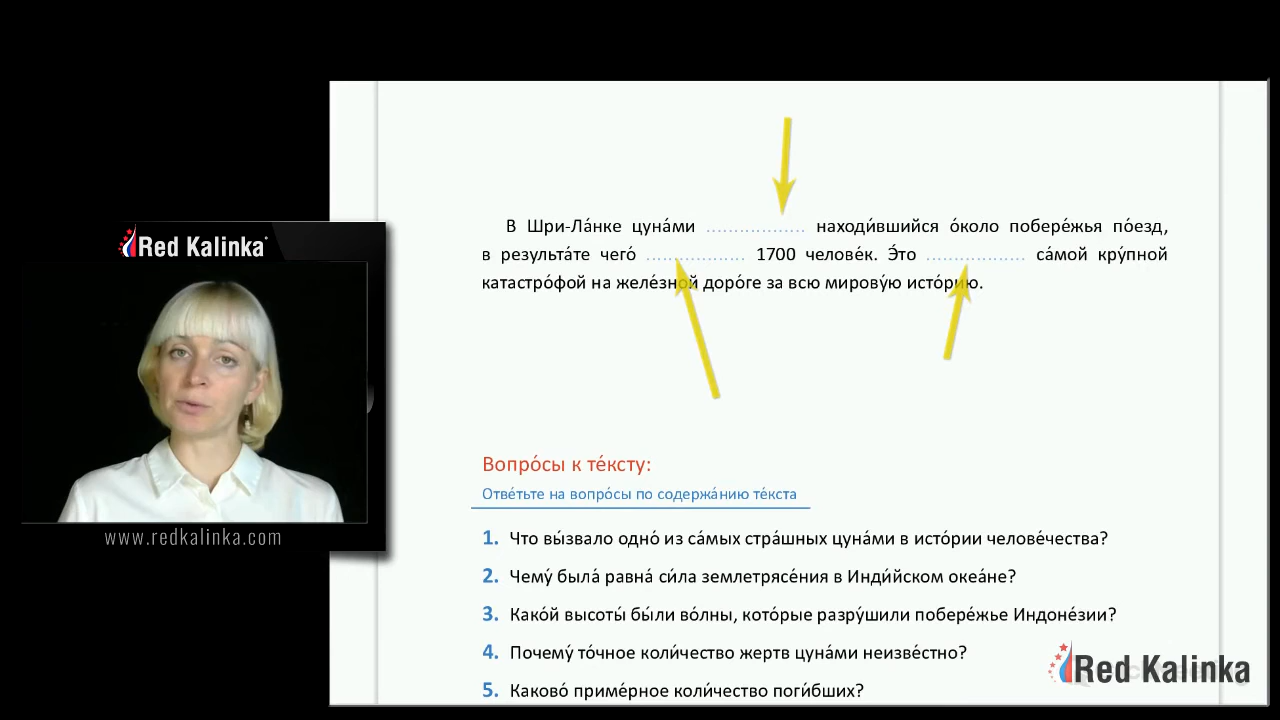 Red Kalinka
www.redkalinka.com
В Шри-Ла́нке цуна́ми .................. находи́вшийся о́коло побере́жья по́езд,
в результа́те чего́ .................. 1700 челове́к. Э́то .................. са́мой кру́пной
катастро́фой на желе́зной доро́ге за всю мирову́ю исто́рию.
Вопро́сы к те́ксту:
Отве́тьте на вопро́сы по содержа́нию те́кста
1. Что вы́звало одно́ из са́мых стра́шных цуна́ми в исто́рии челове́чества?
2. Чему́ была́ равна́ си́ла землетрясе́ния в Инди́йском океа́не?
3. Како́й высоты́ бы́ли во́лны, кото́рые разру́шили побере́жье Индоне́зии?
4. Почему́ то́чное коли́чество жертв цуна́ми неизве́стно?
5. Каково́ приме́рное коли́чество поги́бших?
Red Kalinka